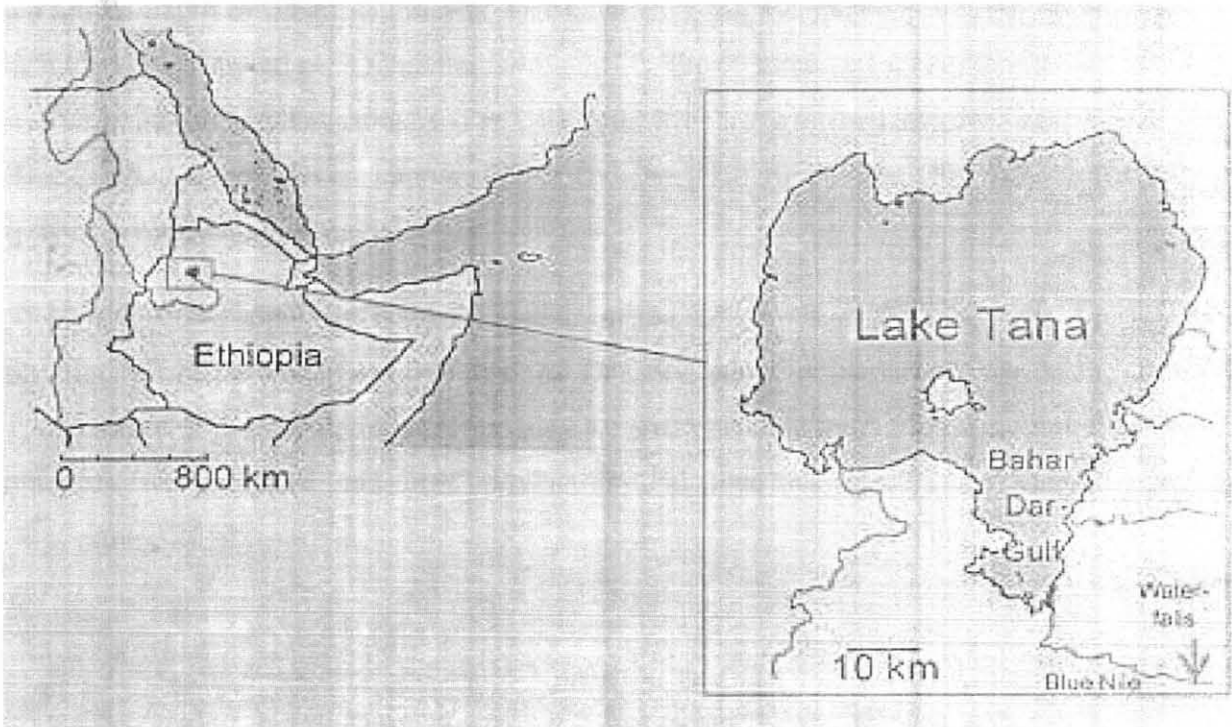 Ethiopia
0 800 km
Lake Tana
Bahar
Dar
Gulf
Water-
falls
10 km
Blue Nile